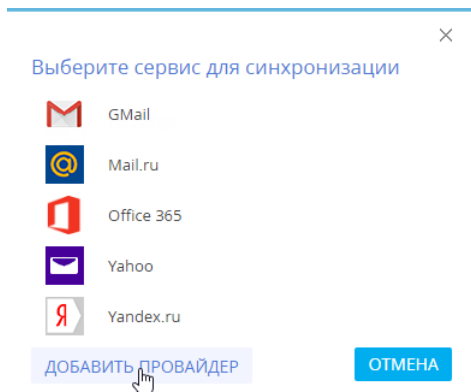 Выберите сервис для синхронизации
GMail
Mail.ru
Office 365
Yahoo
Yandex.ru
ДОБАВИТЬ ПРОВАЙДЕР
ОТМЕНА